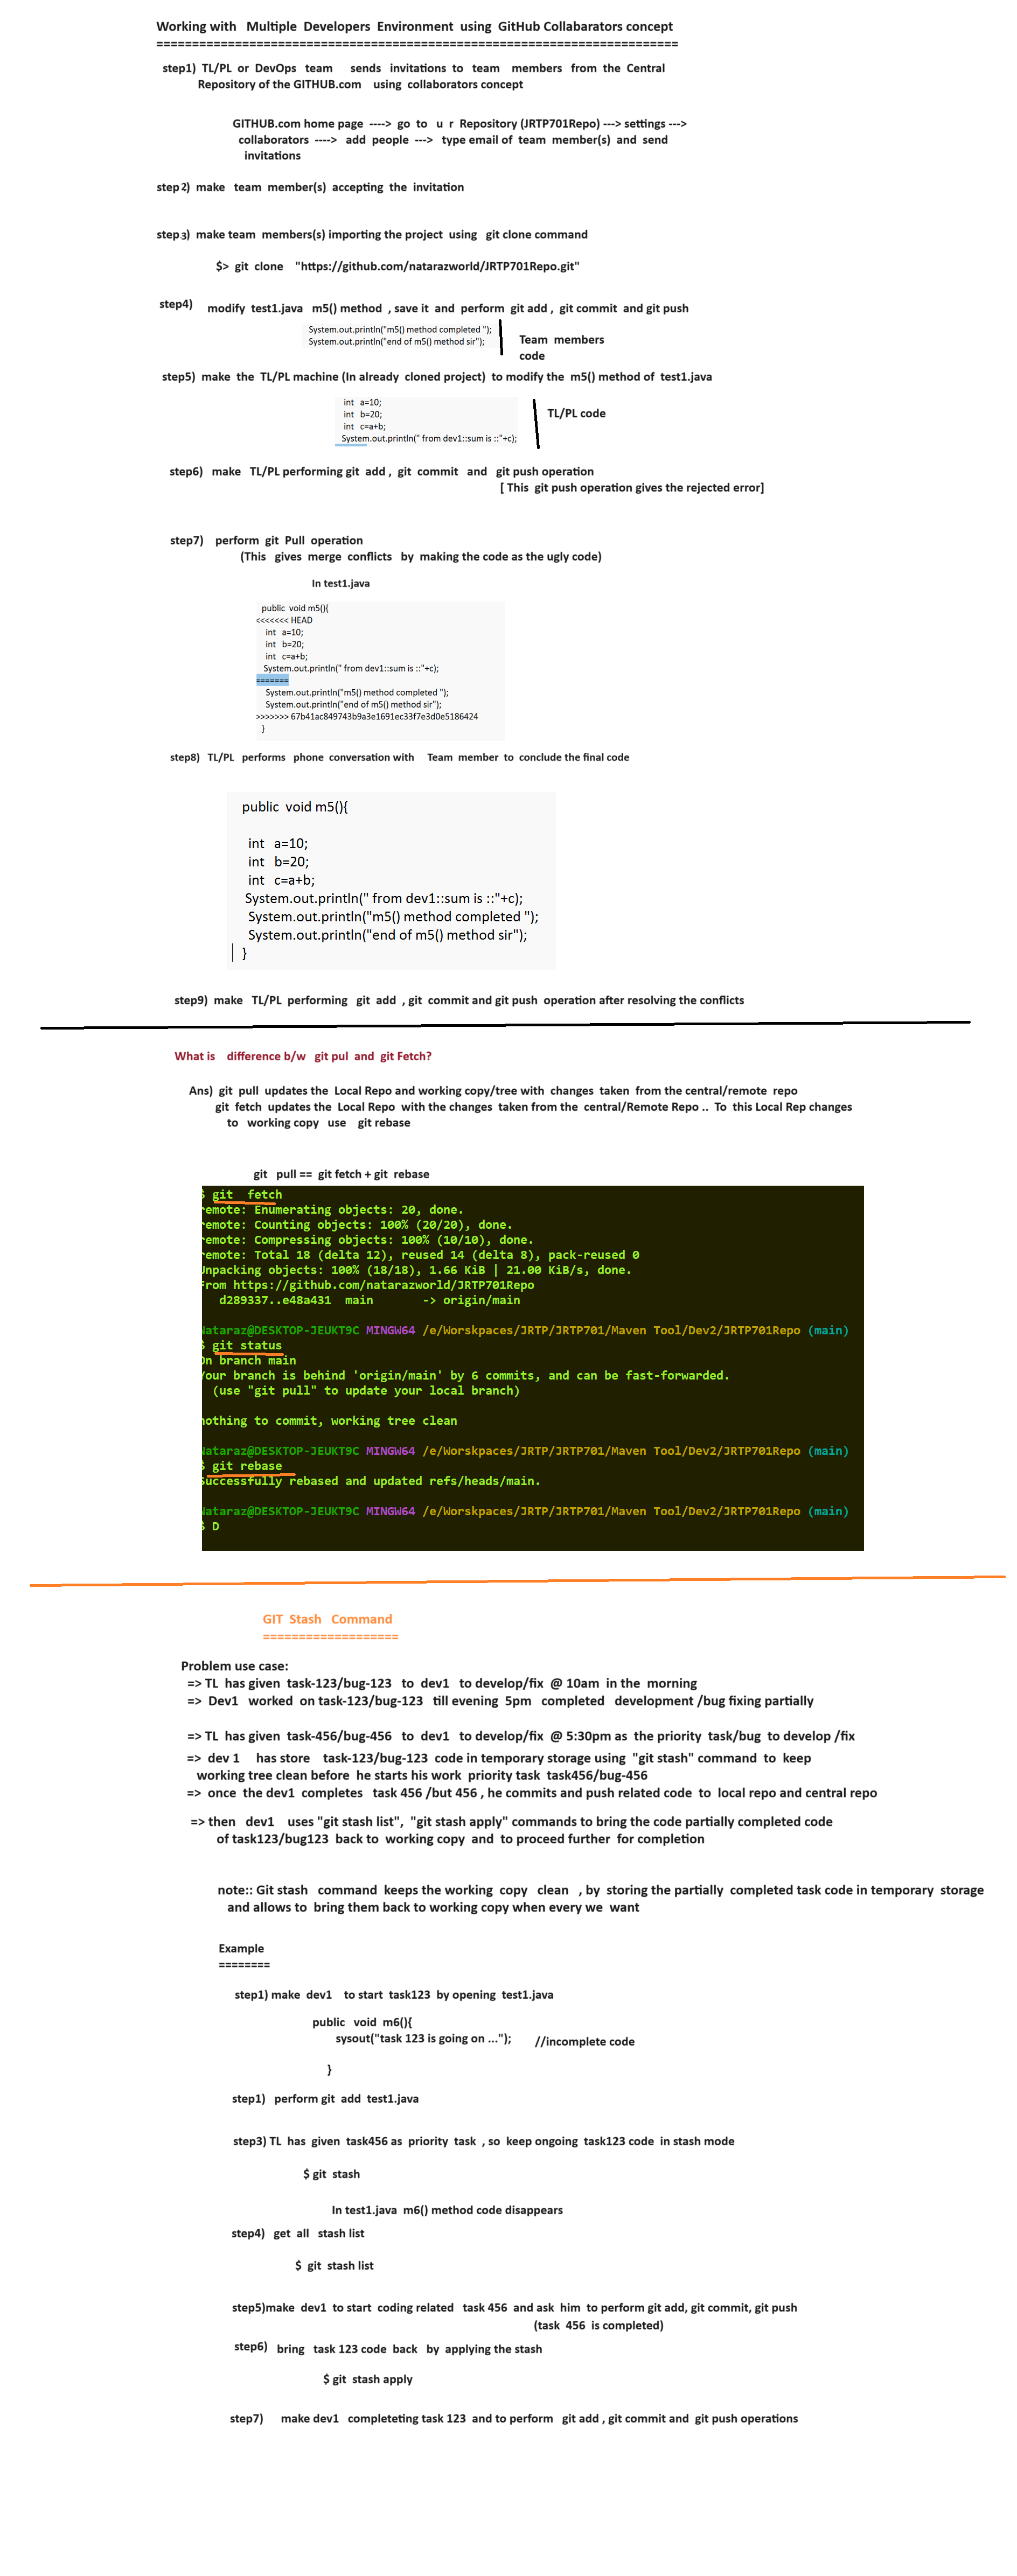 Working with Multiple Developers Environment using GitHub Collabarators concept
=========================================================================
step1) TL/PL or DevOps team sends invitations to team members from the Central
Repository of the GITHUB.com using collaborators concept
GITHUB.com home page ----> go to u r Repository (JRTP701Repo) ---> settings --->
collaborators ----> add people ---> type email of team member(s) and send
invitations
step2) make team member(s) accepting the invitation
step3) make team members(s) importing the project using git clone command
$> git clone "https://github.com/natarazworld/JRTP701Repo.git"
step4) modify test1.java m5() method , save it and perform git add , git commit and git push
System.out.println("m5() method completed ");
System.out.println("end of m5() method sir");
Team members
code
step5) make the TL/PL machine (In already cloned project) to modify the m5() method of test1.java
int a=10;
int b=20;
int c=a+b;
System.out.println(" from dev1::sum is ::"+c);
TL/PL code
step6) make TL/PL performing git add , git commit and git push operation
[ This git push operation gives the rejected error]
step7) perform git Pull operation
(This gives merge conflicts by making the code as the ugly code)
In test1.java
public void m5(){
<<<<<<< HEAD
int a=10;
int b=20;
int c=a+b;
System.out.println(" from dev1::sum is ::"+c);
=======
System.out.println("m5() method completed ");
System.out.println("end of m5() method sir");
>>>>>>> 67b41ac849743b9a3e1691ec33f7e3d0e5186424
}
step8) TL/PL performs phone conversation with Team member to conclude the final code
public void m5(){
int a=10;
int b=20;
int c=a+b;
System.out.println(" from dev1::sum is ::"+c);
System.out.println("m5() method completed ");
System.out.println("end of m5() method sir");
}
step9) make TL/PL performing git add , git commit and git push operation after resolving the conflicts
What is difference b/w git pul and git Fetch?
Ans) git pull updates the Local Repo and working copy/tree with changes taken from the central/remote repo
git fetch updates the Local Repo with the changes taken from the central/Remote Repo .. To this Local Rep changes
to working copy use git rebase
git pull == git fetch + git rebase
$ git fetch
remote: Enumerating objects: 20, done.
remote: Counting objects: 100% (20/20), done.
remote: Compressing objects: 100% (10/10), done.
remote: Total 18 (delta 12), reused 14 (delta 8), pack-reused 0
Unpacking objects: 100% (18/18), 1.66 KiB | 21.00 KiB/s, done.
From https://github.com/natarazworld/JRTP701Repo
d289337..e48a431 main -> origin/main
Nataraz@DESKTOP-JEUKT9C MINGW64 /e/Worskpaces/JRTP/JRTP701/Maven Tool/Dev2/JRTP701Repo (main)
$ git status
On branch main
Your branch is behind 'origin/main' by 6 commits, and can be fast-forwarded.
(use "git pull" to update your local branch)
nothing to commit, working tree clean
Nataraz@DESKTOP-JEUKT9C MINGW64 /e/Worskpaces/JRTP/JRTP701/Maven Tool/Dev2/JRTP701Repo (main)
$ git rebase
Successfully rebased and updated refs/heads/main.
Nataraz@DESKTOP-JEUKT9C MINGW64 /e/Worskpaces/JRTP/JRTP701/Maven Tool/Dev2/JRTP701Repo (main)
$ D
GIT Stash Command
===================
Problem use case:
=> TL has given task-123/bug-123 to dev1 to develop/fix @ 10am in the morning
=> Dev1 worked on task-123/bug-123 till evening 5pm completed development /bug fixing partially
=> TL has given task-456/bug-456 to dev1 to develop/fix @ 5:30pm as the priority task/bug to develop /fix
=> dev 1 has store task-123/bug-123 code in temporary storage using "git stash" command to keep
working tree clean before he starts his work priority task task456/bug-456
=> once the dev1 completes task 456 /but 456 , he commits and push related code to local repo and central repo
=> then dev1 uses "git stash list", "git stash apply" commands to bring the code partially completed code
of task123/bug123 back to working copy and to proceed further for completion
note:: Git stash command keeps the working copy clean , by storing the partially completed task code in temporary storage
and allows to bring them back to working copy when every we want
Example
========
step1) make dev1 to start task123 by opening test1.java
public void m6(){
sysout("task 123 is going on ..."); //incomplete code
}
step1) perform git add test1.java
step3) TL has given task456 as priority task , so keep ongoing task123 code in stash mode
$ git stash
In test1.java m6() method code disappears
step4) get all stash list
$ git stash list
step5)make dev1 to start coding related task 456 and ask him to perform git add, git commit, git push
(task 456 is completed)
step6) bring task 123 code back by applying the stash
$ git stash apply
step7) make dev1 completeting task 123 and to perform git add , git commit and git push operations